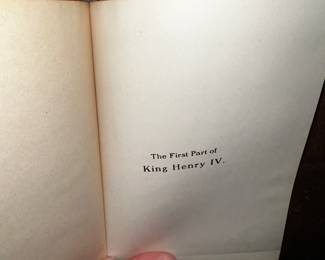 The First Part of
King Henry IV.